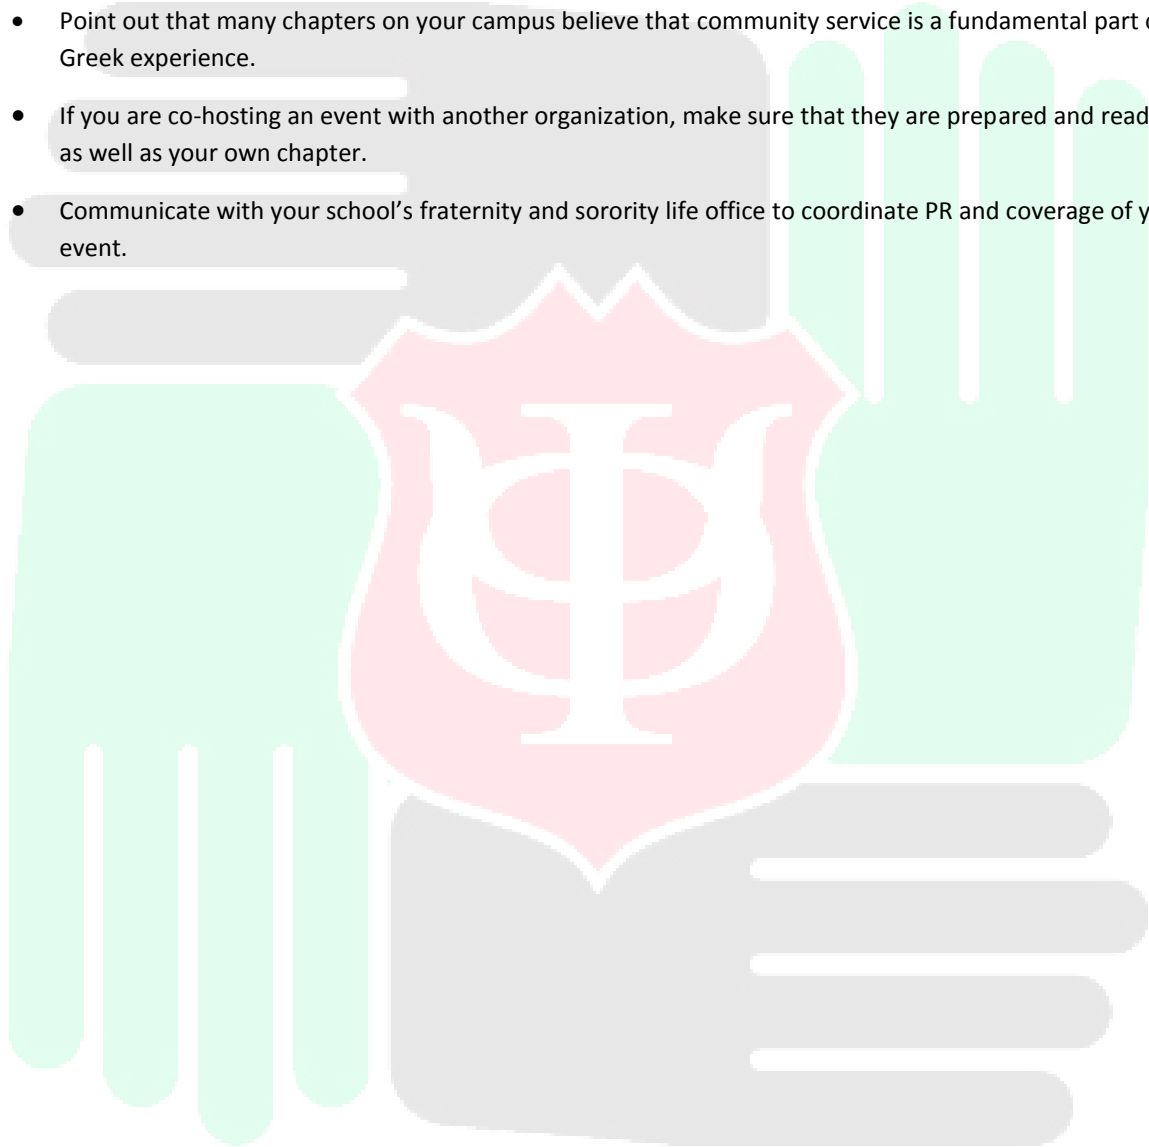 • Point out that many chapters on your campus believe that community service is a fundamental part
Greek experience.
• If you are co-hosting an event with another organization, make sure that they are prepared and
as well as your own chapter.
• Communicate with your school’s fraternity and sorority life office to coordinate PR and coverage of
event.